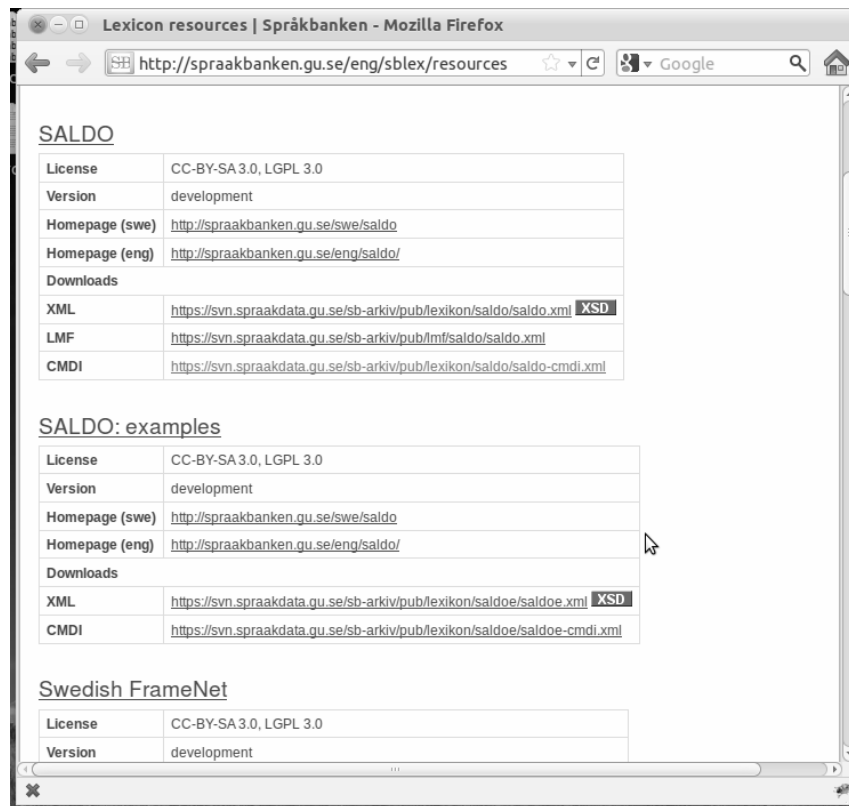 Lexicon resources | Språkbanken - Mozilla Firefox
SB http://spraakbanken.gu.se/eng/sblex/resources Google
SALDO
License CC-BY-SA 3.0, LGPL 3.0
Version development
Homepage (swe) http://spraakbanken.gu.se/swe/saldo
Homepage (eng) http://spraakbanken.gu.se/eng/saldo/
Downloads
XML https://svn.spraakdata.gu.se/sb-arkiv/pub/lexikon/saldo/saldo.xml XSD
LMF https://svn.spraakdata.gu.se/sb-arkiv/pub/lmf/saldo/saldo.xml
CMDI https://svn.spraakdata.gu.se/sb-arkiv/pub/lexikon/saldo/saldo-cmdi.xml
SALDO: examples
License CC-BY-SA 3.0, LGPL 3.0
Version development
Homepage (swe) http://spraakbanken.gu.se/swe/saldo
Homepage (eng) http://spraakbanken.gu.se/eng/saldo/
Downloads
XML https://svn.spraakdata.gu.se/sb-arkiv/pub/lexikon/saldoe/saldoe.xml XSD
CMDI https://svn.spraakdata.gu.se/sb-arkiv/pub/lexikon/saldoe/saldoe-cmdi.xml
Swedish FrameNet
License CC-BY-SA 3.0, LGPL 3.0
Version development